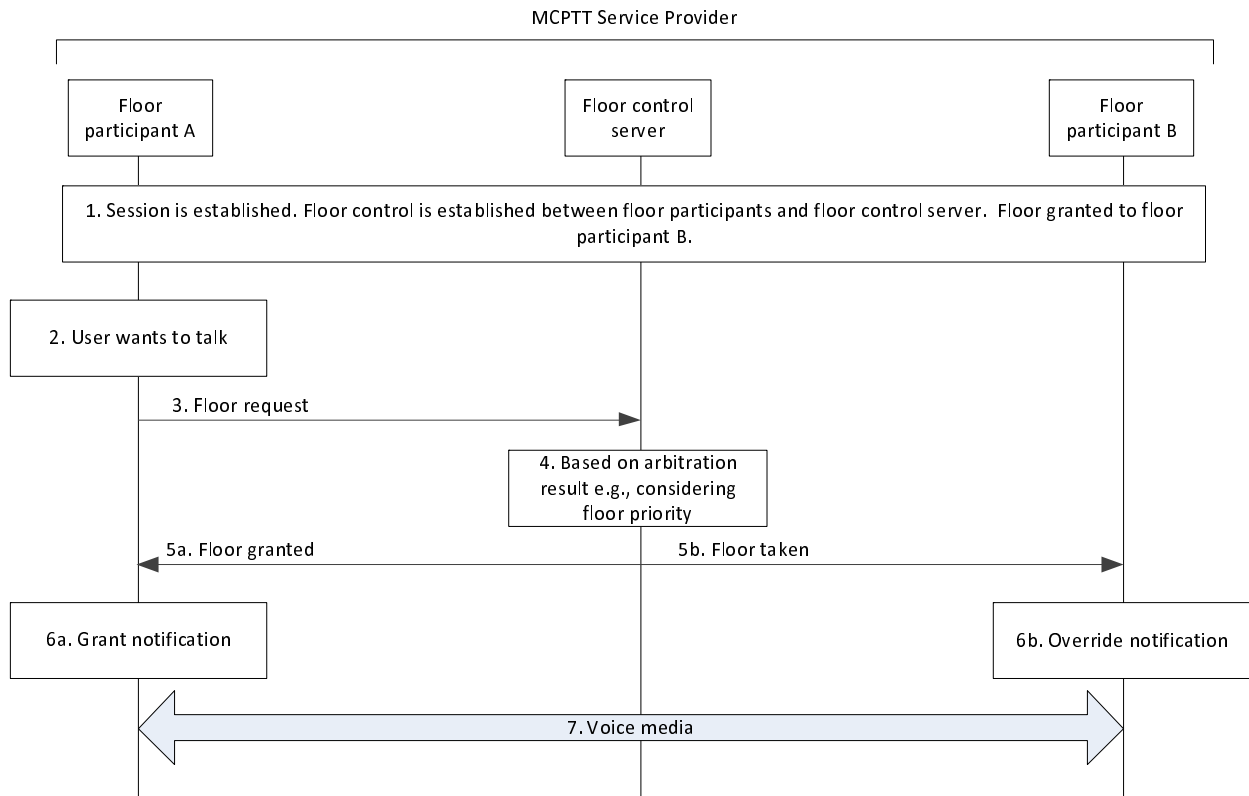 MCPTT Service Provider
Floor
participant A
Floor control
server
Floor
participant B
1. Session is established. Floor control is established between floor participants and floor control server.  Floor granted to floor
participant B.
2. User wants to talk
3. Floor request
4. Based on arbitration
result e.g., considering
floor priority
5a. Floor granted
5b. Floor taken
6a. Grant notification
6b. Override notification
7. Voice media